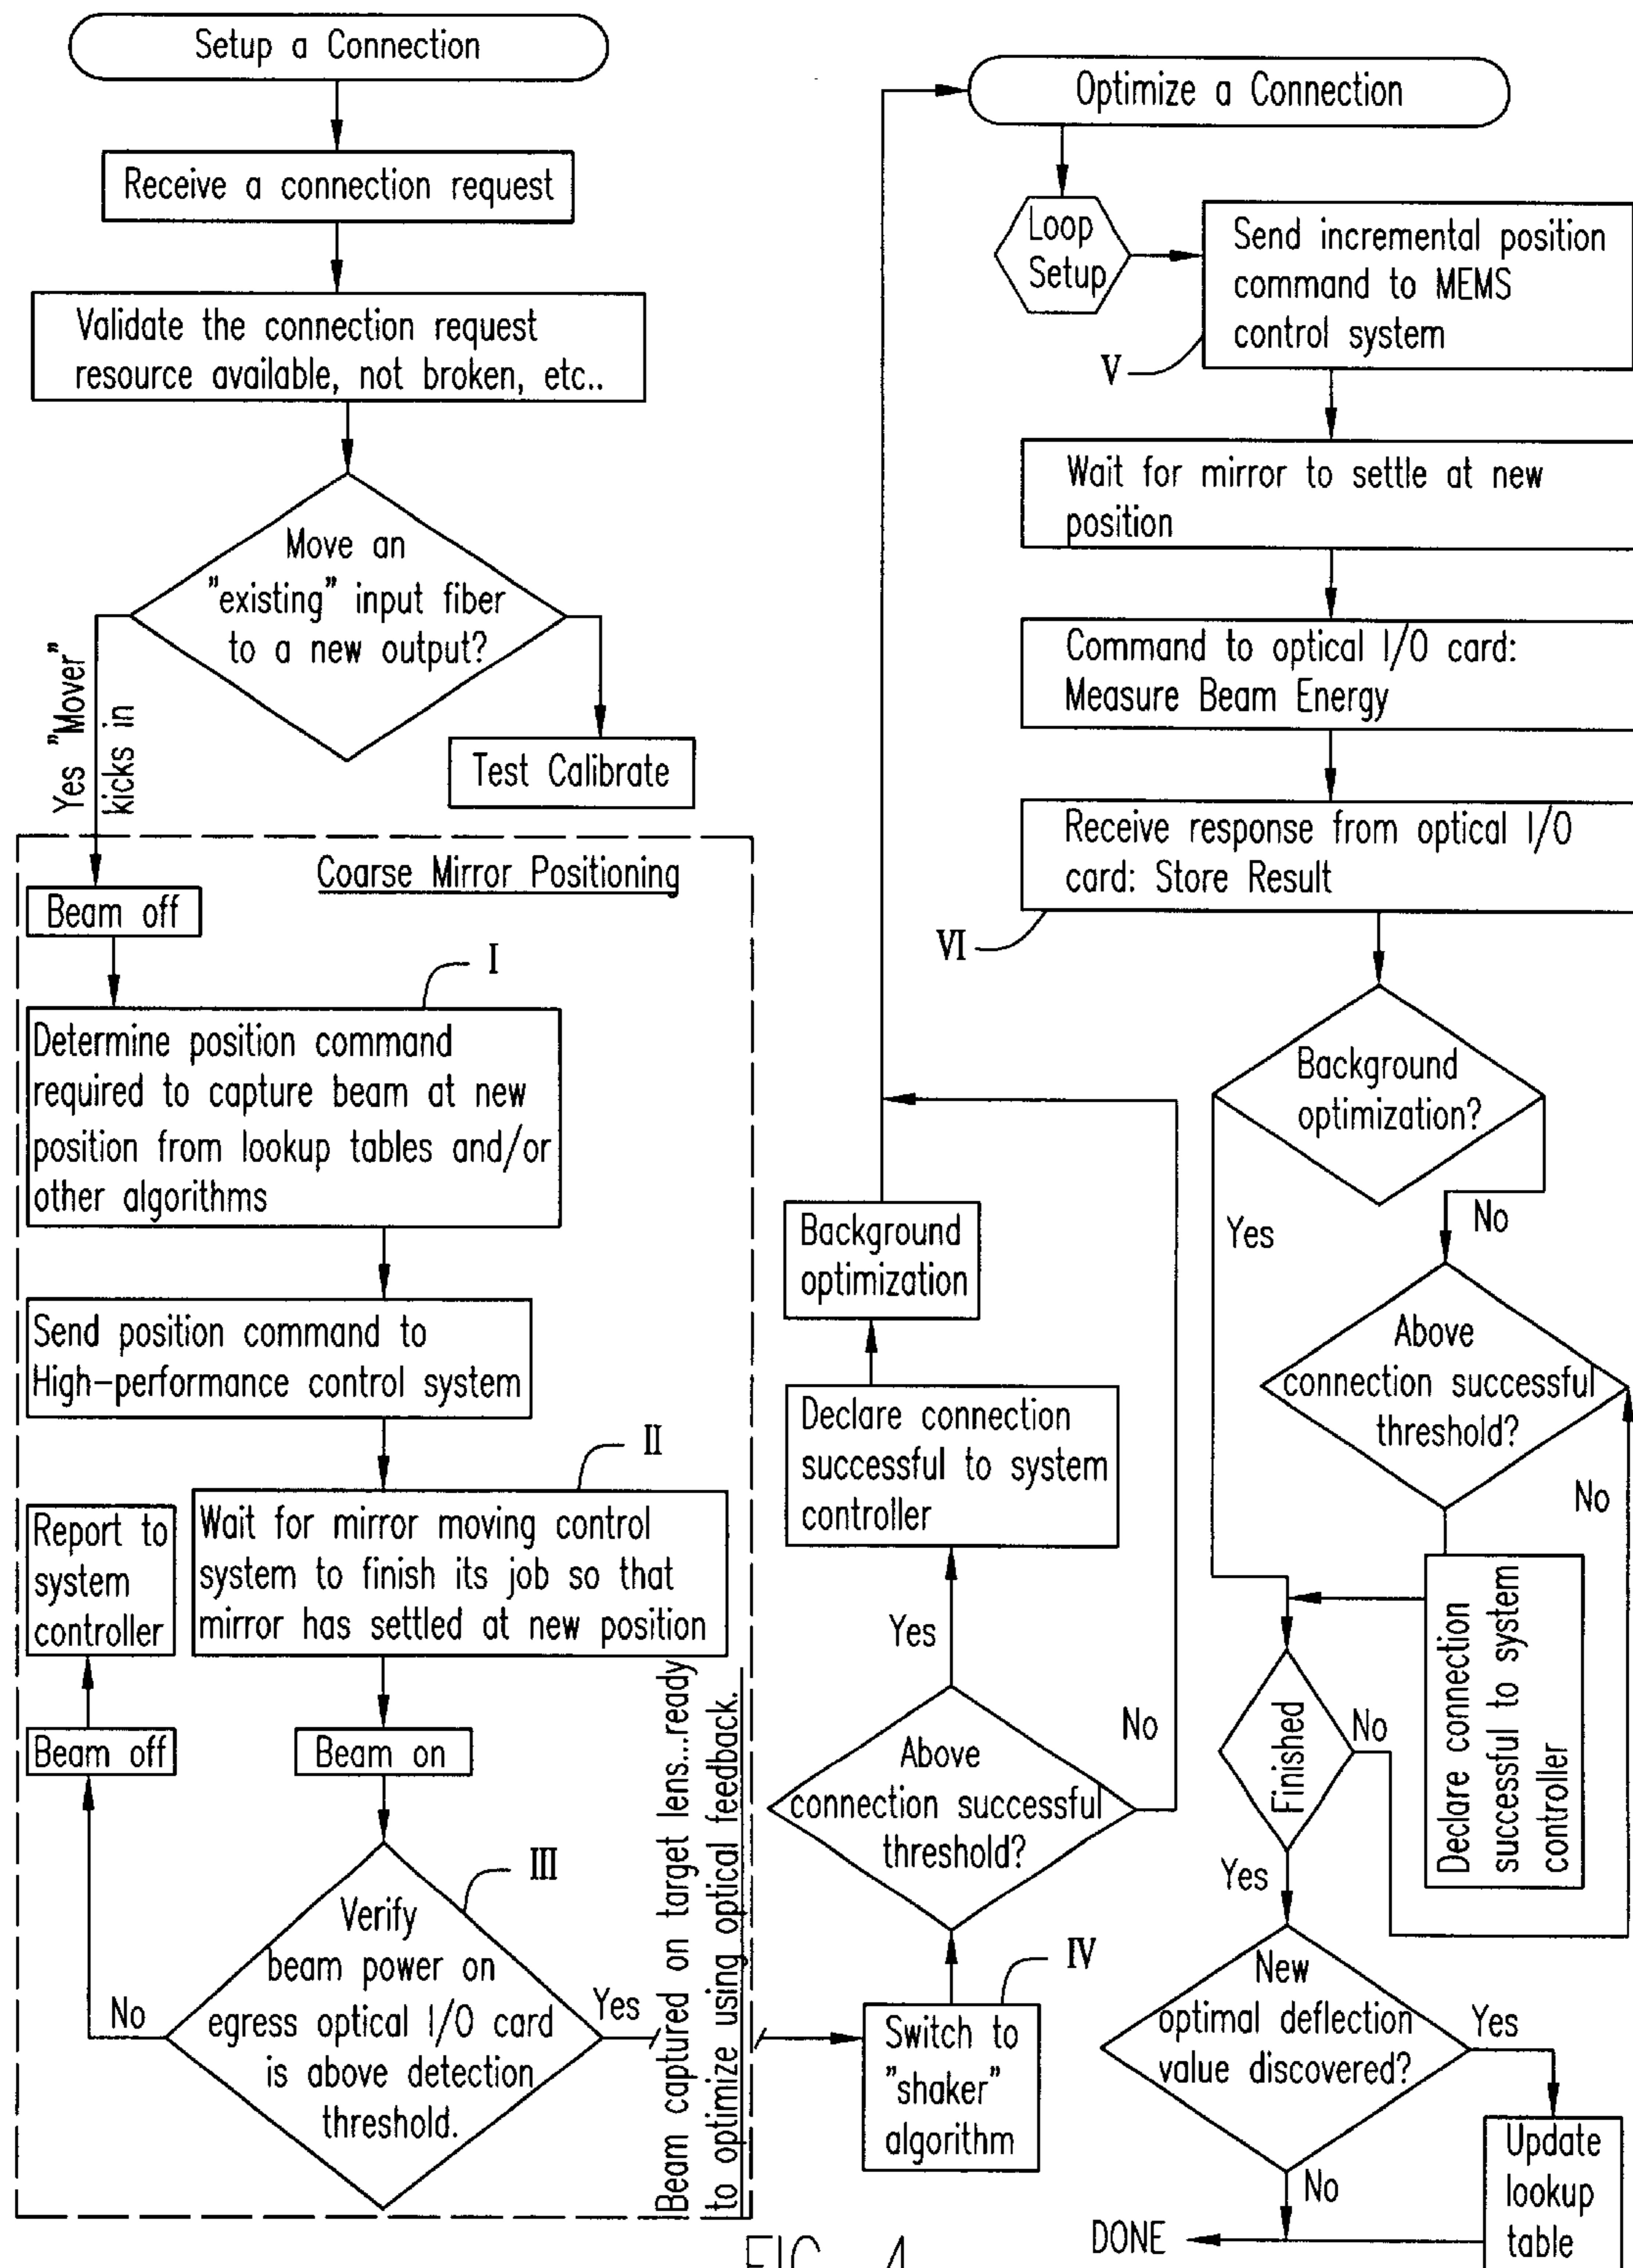 Setup a Connection
Receive a connection request
Validate the connection request
resource available, not broken, etc..
Move an
"existing" input fiber
to a new output?
Yes "Mover"
kicks in
Test Calibrate
Coarse Mirror Positioning
Beam off
I
Determine position command
required to capture beam at new
position from lookup tables and/or
other algorithms
Send position command to
High-performance control system
II
Wait for mirror moving control
system to finish its job so that
mirror has settled at new position
Report to
system
controller
Beam off
Beam on
III
Verify
beam power on
egress optical I/O card
is above detection
threshold.
No
Yes
Beam captured on target lens...ready
to optimize using optical feedback.
IV
Switch to
"shaker"
algorithm
Above
connection successful
threshold?
Yes
No
Declare connection
successful to system
controller
Background
optimization
Optimize a Connection
Loop
Setup
Send incremental position
command to MEMS
control system
V
Wait for mirror to settle at new
position
Command to optical I/O card:
Measure Beam Energy
Receive response from optical I/O
card: Store Result
VI
Background
optimization?
Yes
No
Above
connection successful
threshold?
No
Declare connection
successful to system
controller
Finished
No
Yes
New
optimal deflection
value discovered?
Yes
No
Update
lookup
table
DONE
FIG. 4